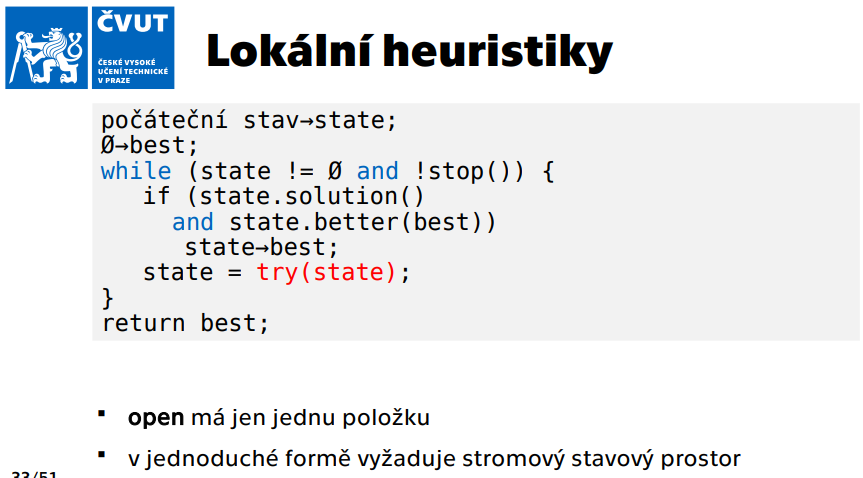 ČVUT
ČESKÉ VYSOKÉ
UČENÍ TECHNICKÉ
V PRAZE
Lokální heuristiky
počáteční stav→state;
Ø→best;
while (state != Ø and !stop()) {
if (state.solution()
and state.better(best))
state→best;
state = try(state);
}
return best;
▪ open má jen jednu položku
▪ v jednoduché formě vyžaduje stromový stavový prostor
33/51